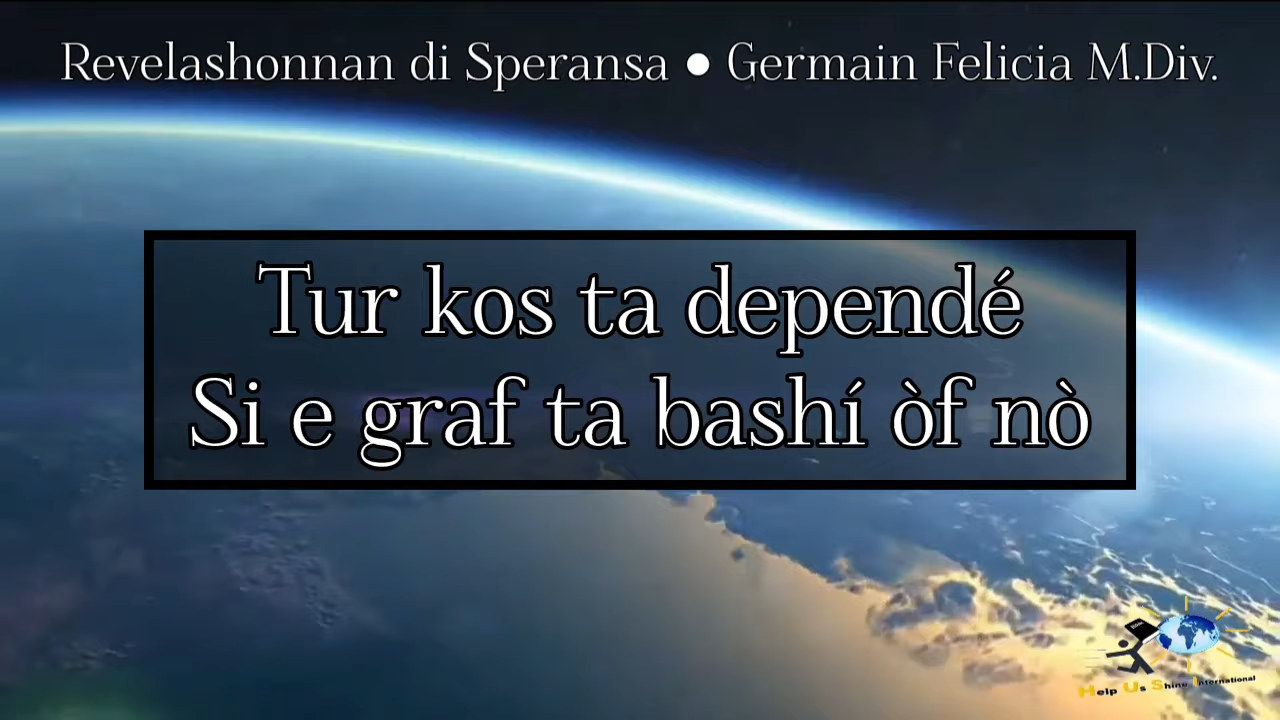 Revelashonnan di Speransa ● Germain Felicia M.Div.
Tur kos ta dependé
Si e graf ta bashí òf nò
Help Us Shine International